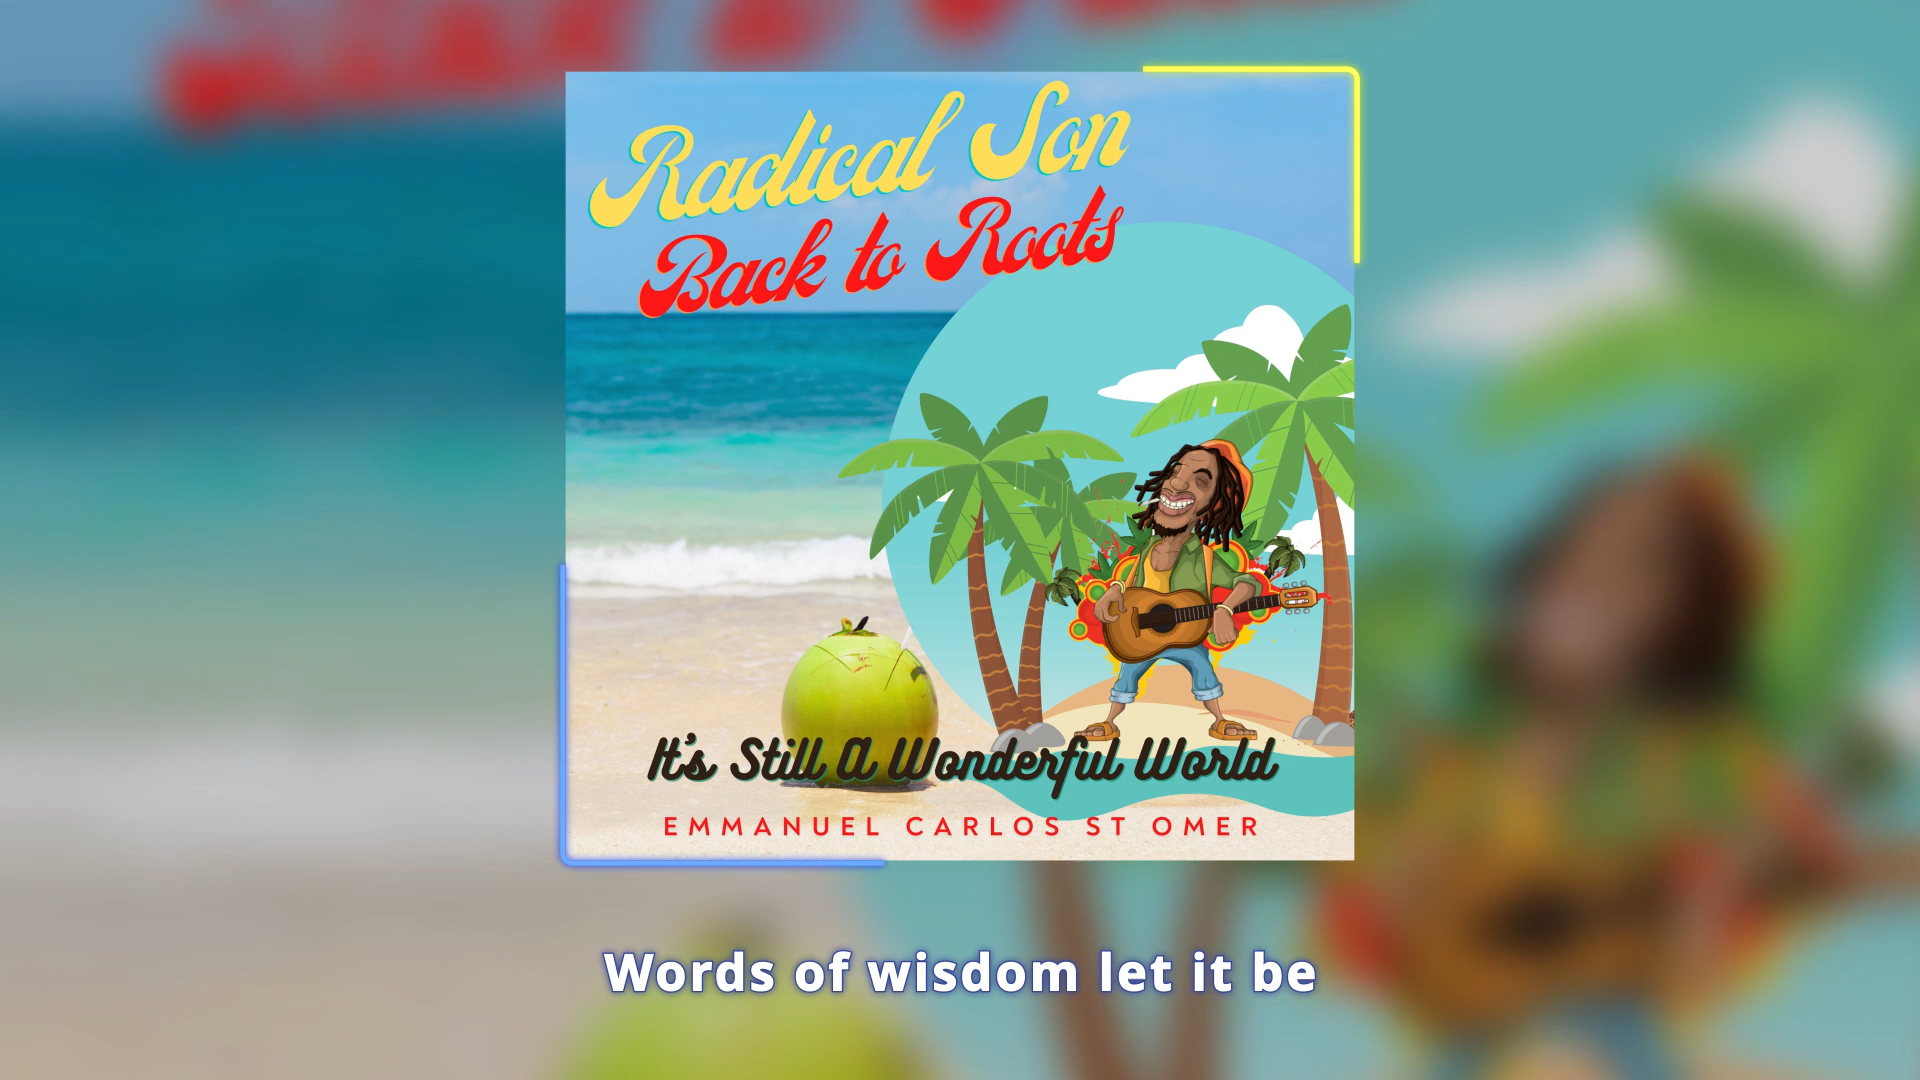 Radical Son
Back to Roots
It's Still A Wonderful World
EMMANUEL CARLOS ST OMER
Words of wisdom let it be